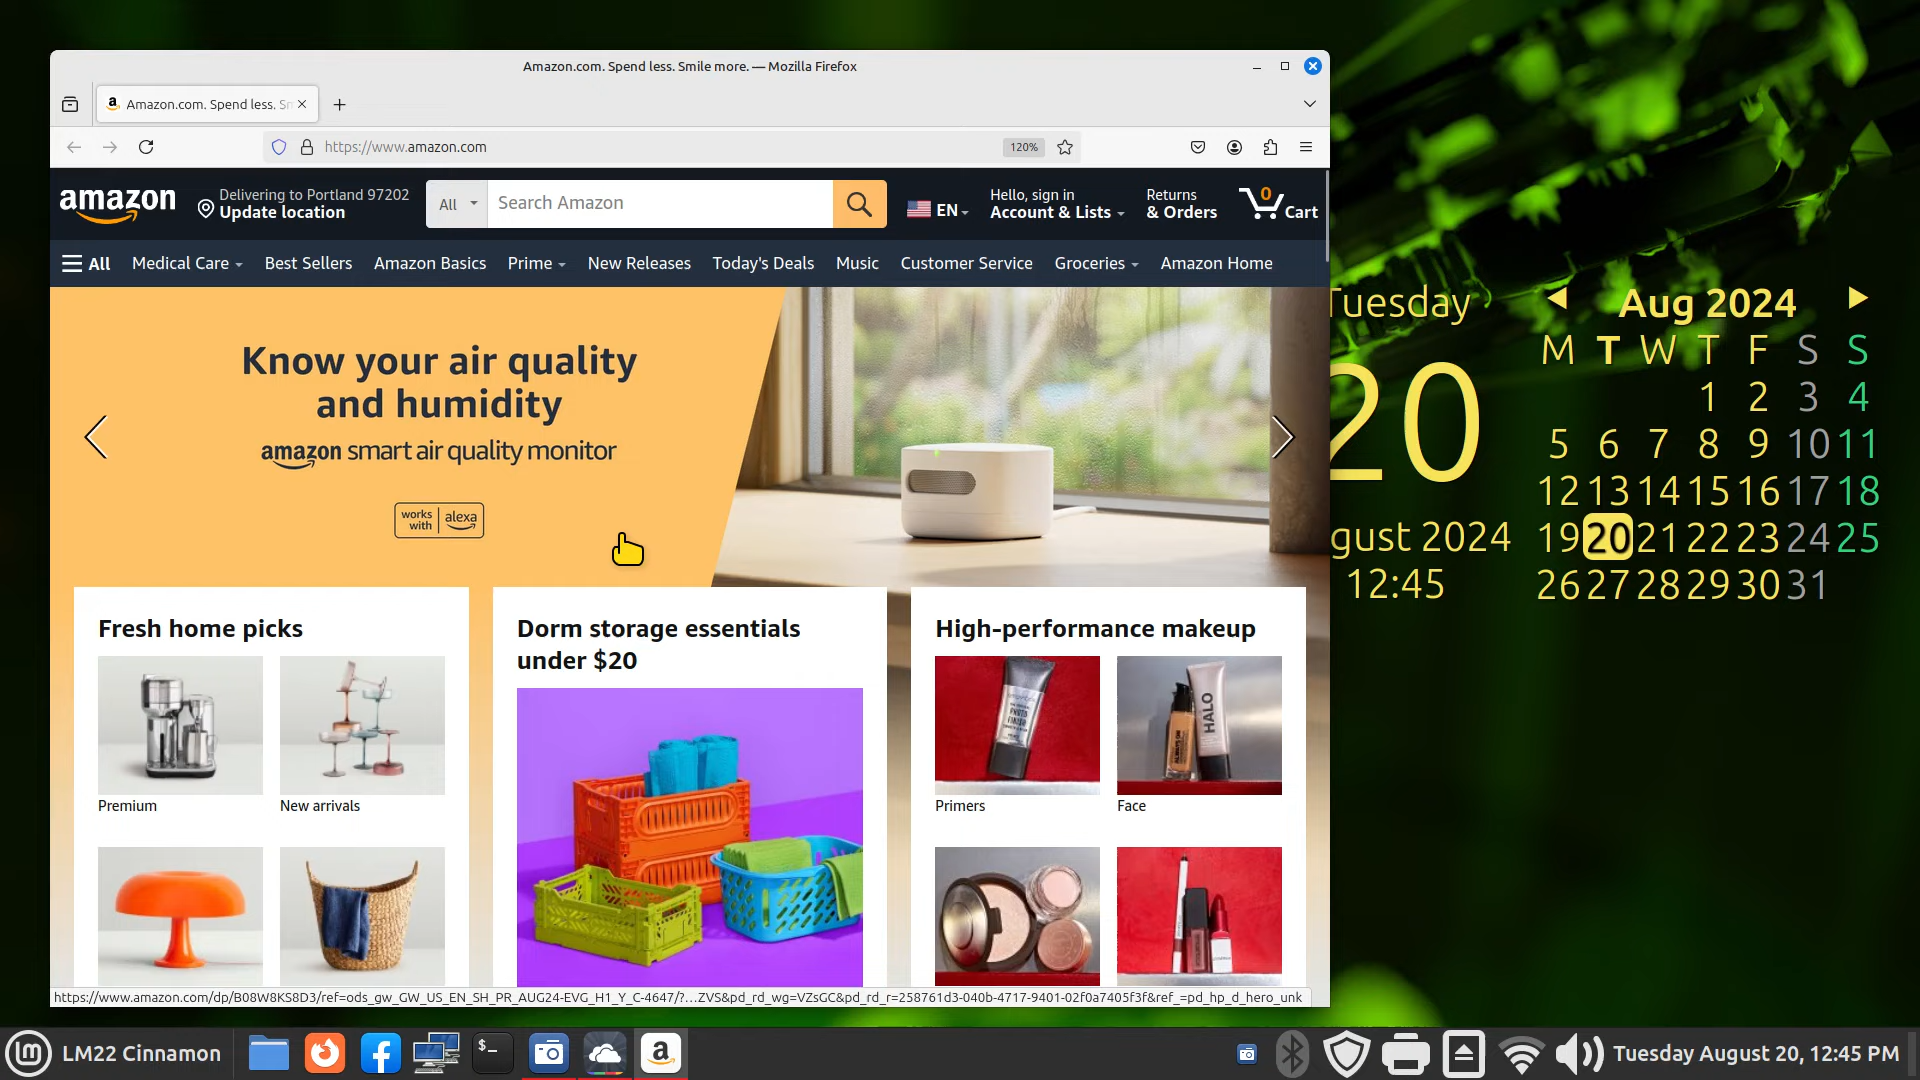 Amazon.com. Spend less. Smile more. — Mozilla Firefox
Amazon.com. Spend less. Sm
https://www.amazon.com
120%
amazon
Delivering to Portland 97202
Update location
All
Search Amazon
EN
Hello, sign in
Account & Lists
Returns
& Orders
0
Cart
All
Medical Care
Best Sellers
Amazon Basics
Prime
New Releases
Today's Deals
Music
Customer Service
Groceries
Amazon Home
Know your air quality
and humidity
amazon smart air quality monitor
works
with
alexa
Fresh home picks
Premium
New arrivals
Dorm storage essentials
under $20
High-performance makeup
Primers
Face
PHOTO
FINISH
HALO
ALWAYS ON
https://www.amazon.com/dp/B08W8KS8D3/ref=ods_gw_GW_US_EN_SH_PR_AUG24-EVG_H1_Y_C-4647/?…ZVS&pd_rd_wg=VZsGC&pd_rd_r=258761d3-040b-4717-9401-02f0a7405f3f&ref_=pd_hp_d_hero_unk
Tuesday
20
gust 2024
12:45
Aug 2024
M T W T F S S
1 2 3 4
5 6 7 8 9 10 11
12 13 14 15 16 17 18
19 20 21 22 23 24 25
26 27 28 29 30 31
lm
LM22 Cinnamon
$_
a
Tuesday August 20, 12:45 PM